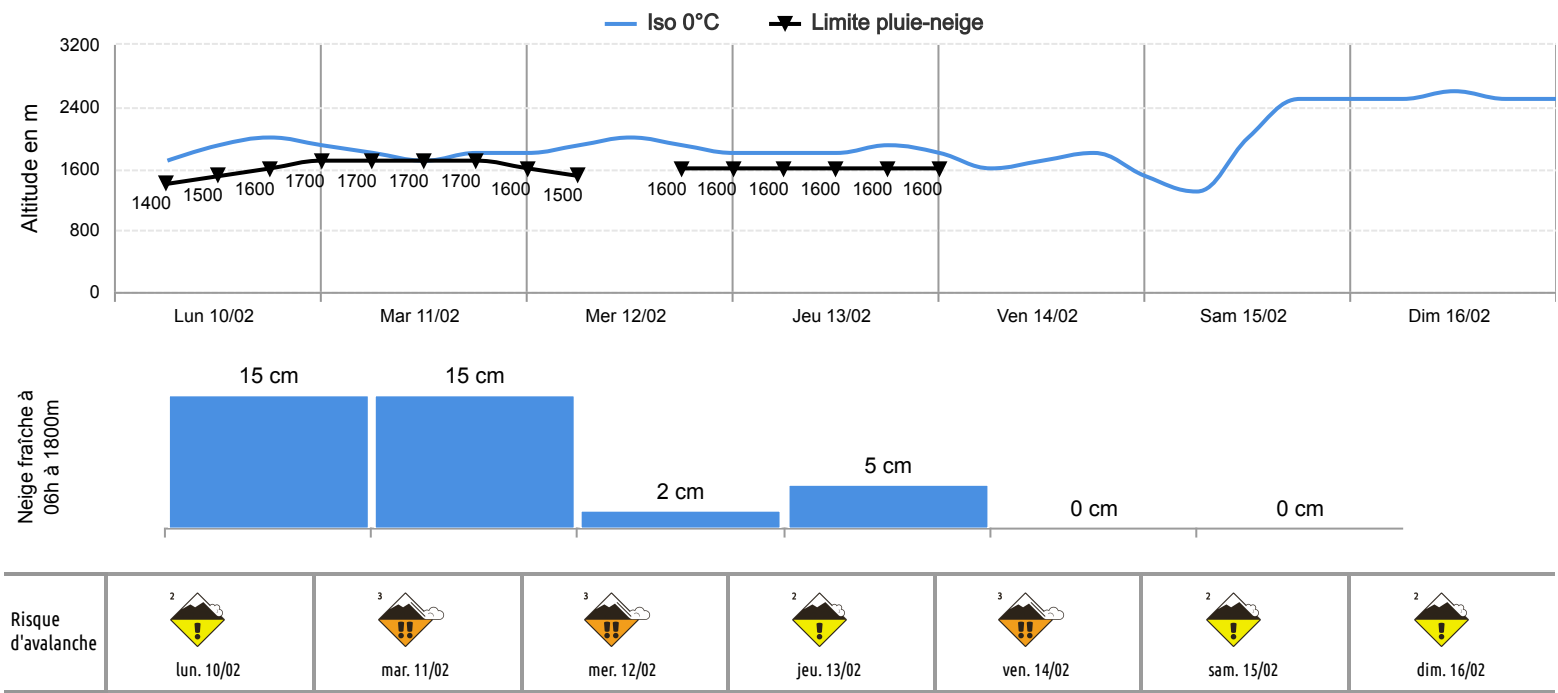 Iso 0°C
Limite pluie-neige
Altitude en m
3200
2400
1600
800
0
1400
1500
1600
1700
1700
1700
1700
1600
1500
1600
1600
1600
1600
1600
1600
Lun 10/02
Mar 11/02
Mer 12/02
Jeu 13/02
Ven 14/02
Sam 15/02
Dim 16/02
Neige fraîche à
06h à 1800m
15 cm
15 cm
2 cm
5 cm
0 cm
0 cm
Risque
d'avalanche
2
!
lun. 10/02
3
!!
mar. 11/02
3
!!
mer. 12/02
2
!
jeu. 13/02
3
!!
ven. 14/02
2
!
sam. 15/02
2
!
dim. 16/02